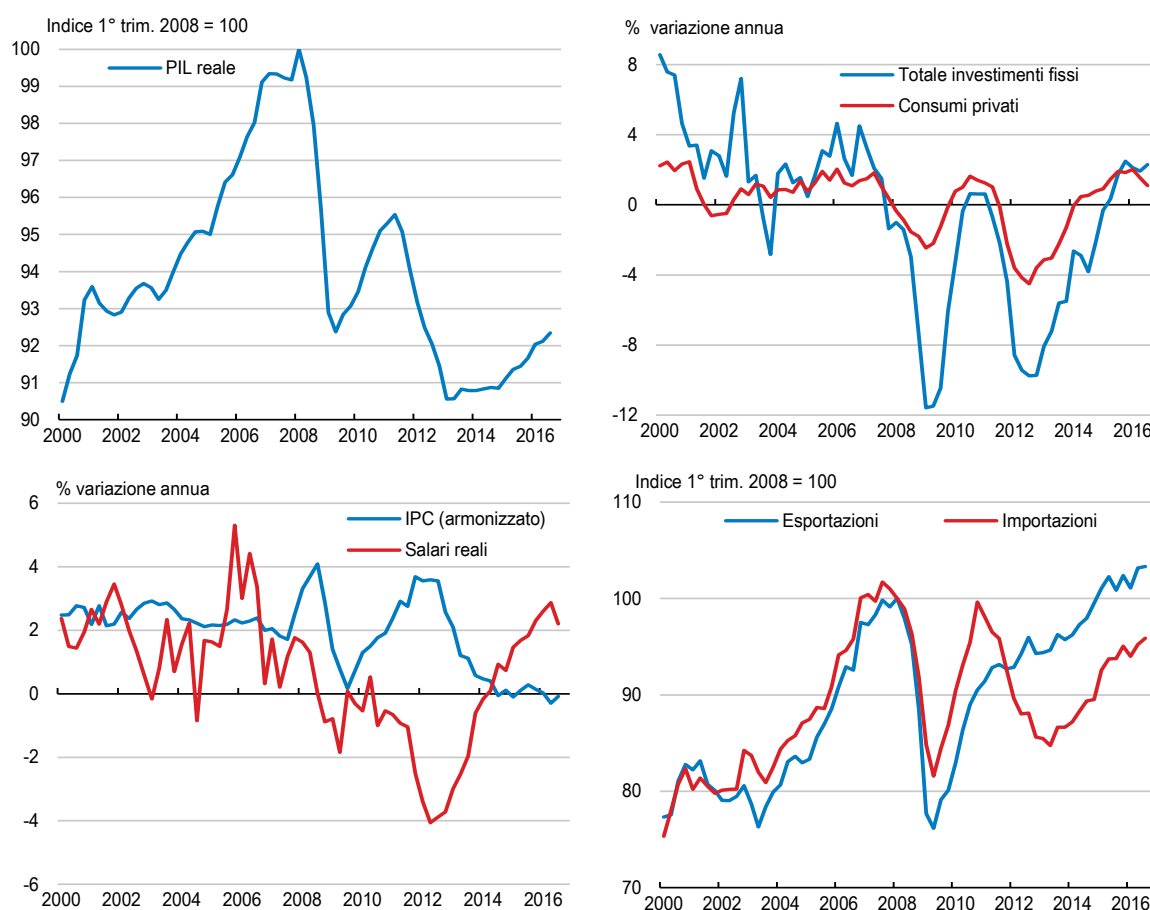 Indice 1° trim. 2008 = 100
PIL reale
100
99
98
97
96
95
94
93
92
91
90
2000 2002 2004 2006 2008 2010 2012 2014 2016
% variazione annua
Totale investimenti fissi
Consumi privati
8
4
0
-4
-8
-12
2000 2002 2004 2006 2008 2010 2012 2014 2016
% variazione annua
IPC (armonizzato)
Salari reali
6
4
2
0
-2
-4
-6
2000 2002 2004 2006 2008 2010 2012 2014 2016
Indice 1° trim. 2008 = 100
Esportazioni Importazioni
110
100
90
80
70
2000 2002 2004 2006 2008 2010 2012 2014 2016